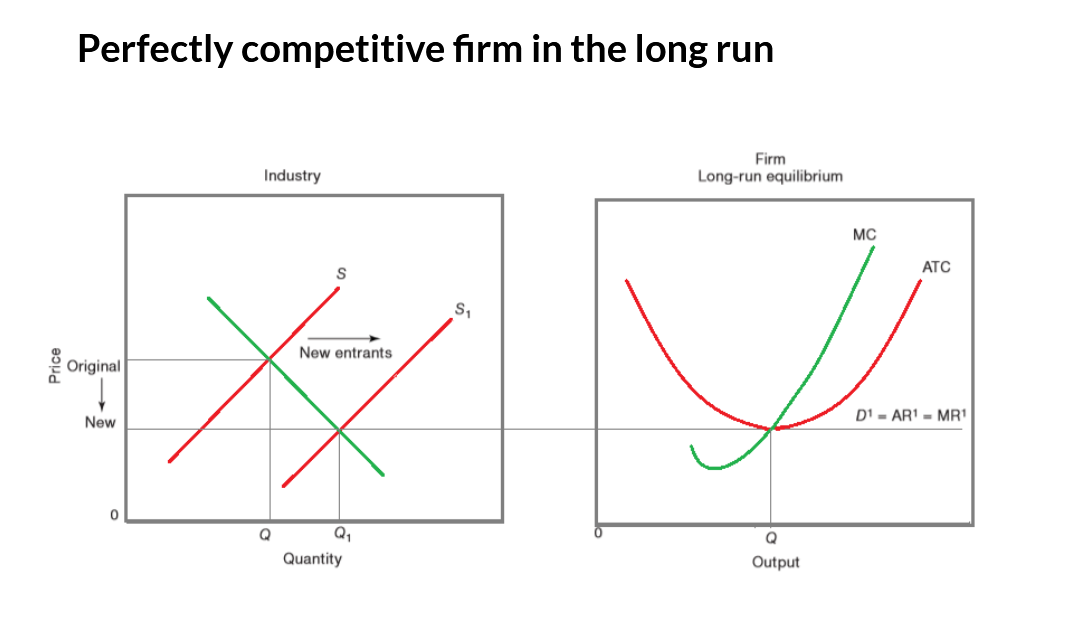 Perfectly competitive firm in the long run
Industry
S
S₁
New entrants
Price
Original
New
0
Q
Q₁
Quantity
Firm
Long-run equilibrium
MC
ATC
D¹ = AR¹ = MR¹
0
Q
Output